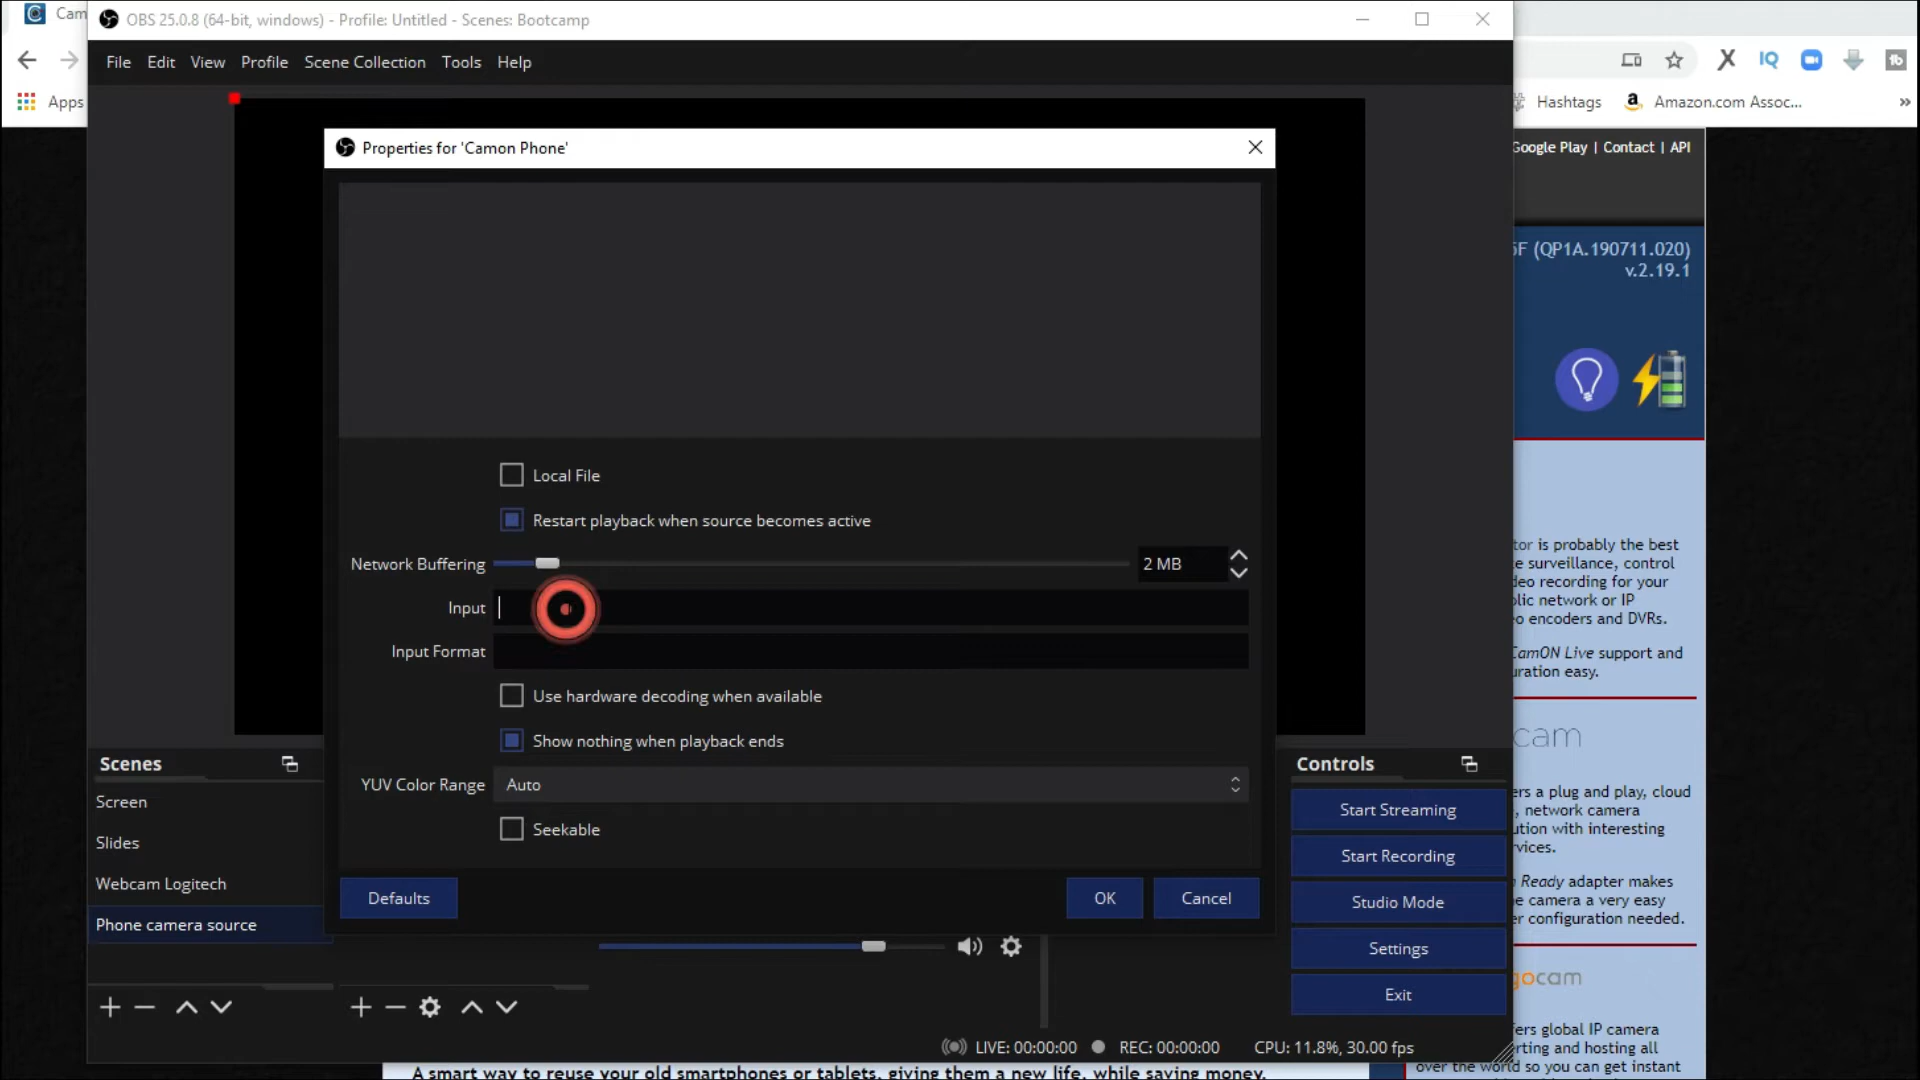 Cam
OBS 25.0.8 (64-bit, windows) - Profile: Untitled - Scenes: Bootcamp
File Edit View Profile Scene Collection Tools Help
IQ
tb
Apps
Hashtags
Amazon.com Assoc...
»
Properties for 'Camon Phone'
Google Play | Contact | API
5F (QP1A.190711.020)
v.2.19.1
Local File
Restart playback when source becomes active
Network Buffering
2 MB
Input
Input Format
Use hardware decoding when available
Show nothing when playback ends
YUV Color Range
Auto
Seekable
Defaults
OK
Cancel
tor is probably the best
e surveillance, control
deo recording for your
blic network or IP
o encoders and DVRs.
CamON Live support and
uration easy.
cam
ers a plug and play, cloud
, network camera
ution with interesting
rvices.
n Ready adapter makes
e camera a very easy
er configuration needed.
gocam
fers global IP camera
rting and hosting all
over the world so you can get instant
Scenes
Screen
Slides
Webcam Logitech
Phone camera source
Controls
Start Streaming
Start Recording
Studio Mode
Settings
Exit
LIVE: 00:00:00
REC: 00:00:00
CPU: 11.8%, 30.00 fps
A smart way to reuse your old smartphones or tablets, giving them a new life, while saving money.